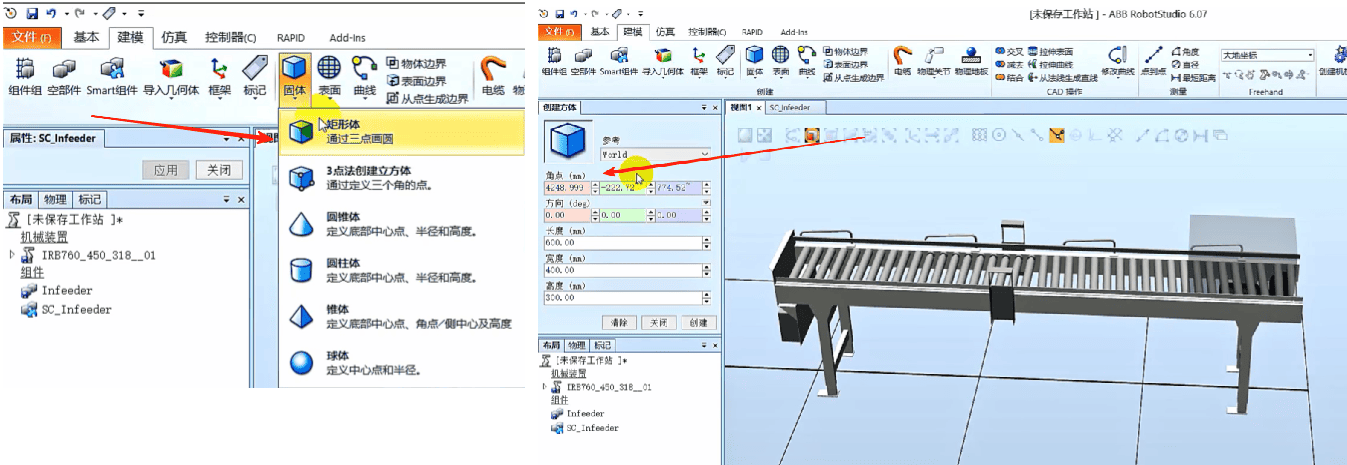 文件(F) 基本 建模 仿真 控制器(C) RAPID Add-Ins
组件组 空部件 Smart组件 导入几何体 框架 标记 固体 表面 曲线 物体边界 表面边界 从点生成边界 电缆
矩形体
通过三点画圆
3点法创建立方体
通过定义三个角的点。
圆锥体
定义底部中心点、半径和高度。
圆柱体
定义底部中心点、半径和高度。
锥体
定义底部中心点、角点/侧中心及高度
球体
定义中心点和半径。
属性: SC_Infeeder
应用 关闭
布局 物理 标记
[未保存工作站 ]*
机械装置
IRB760_450_318__01
组件
Infeeder
SC_Infeeder
[未保存工作站 ] - ABB RobotStudio 6.07
文件(F) 基本 建模 仿真 控制器(C) RAPID Add-Ins
组件组 空部件 Smart组件 导入几何体 框架 标记 固体 表面 曲线 物体边界 表面边界 从点生成边界
创建
电缆 物理关节 物理地板
交叉 拉伸表面
减去 拉伸曲线
结合 从法线生成直线
修改曲线
CAD 操作
点到点 角度 直径 最短距离
测量
大地坐标
Freehand
创建机
创建方体
视图1 SC_Infeeder
参考
World
角点 (mm)
4248.999 -222.72 774.52
方向 (deg)
0.00 0.00 0.00
长度 (mm)
600.00
宽度 (mm)
400.00
高度 (mm)
300.00
清除 关闭 创建
布局 物理 标记
[未保存工作站 ]*
机械装置
IRB760_450_318__01
组件
Infeeder
SC_Infeeder